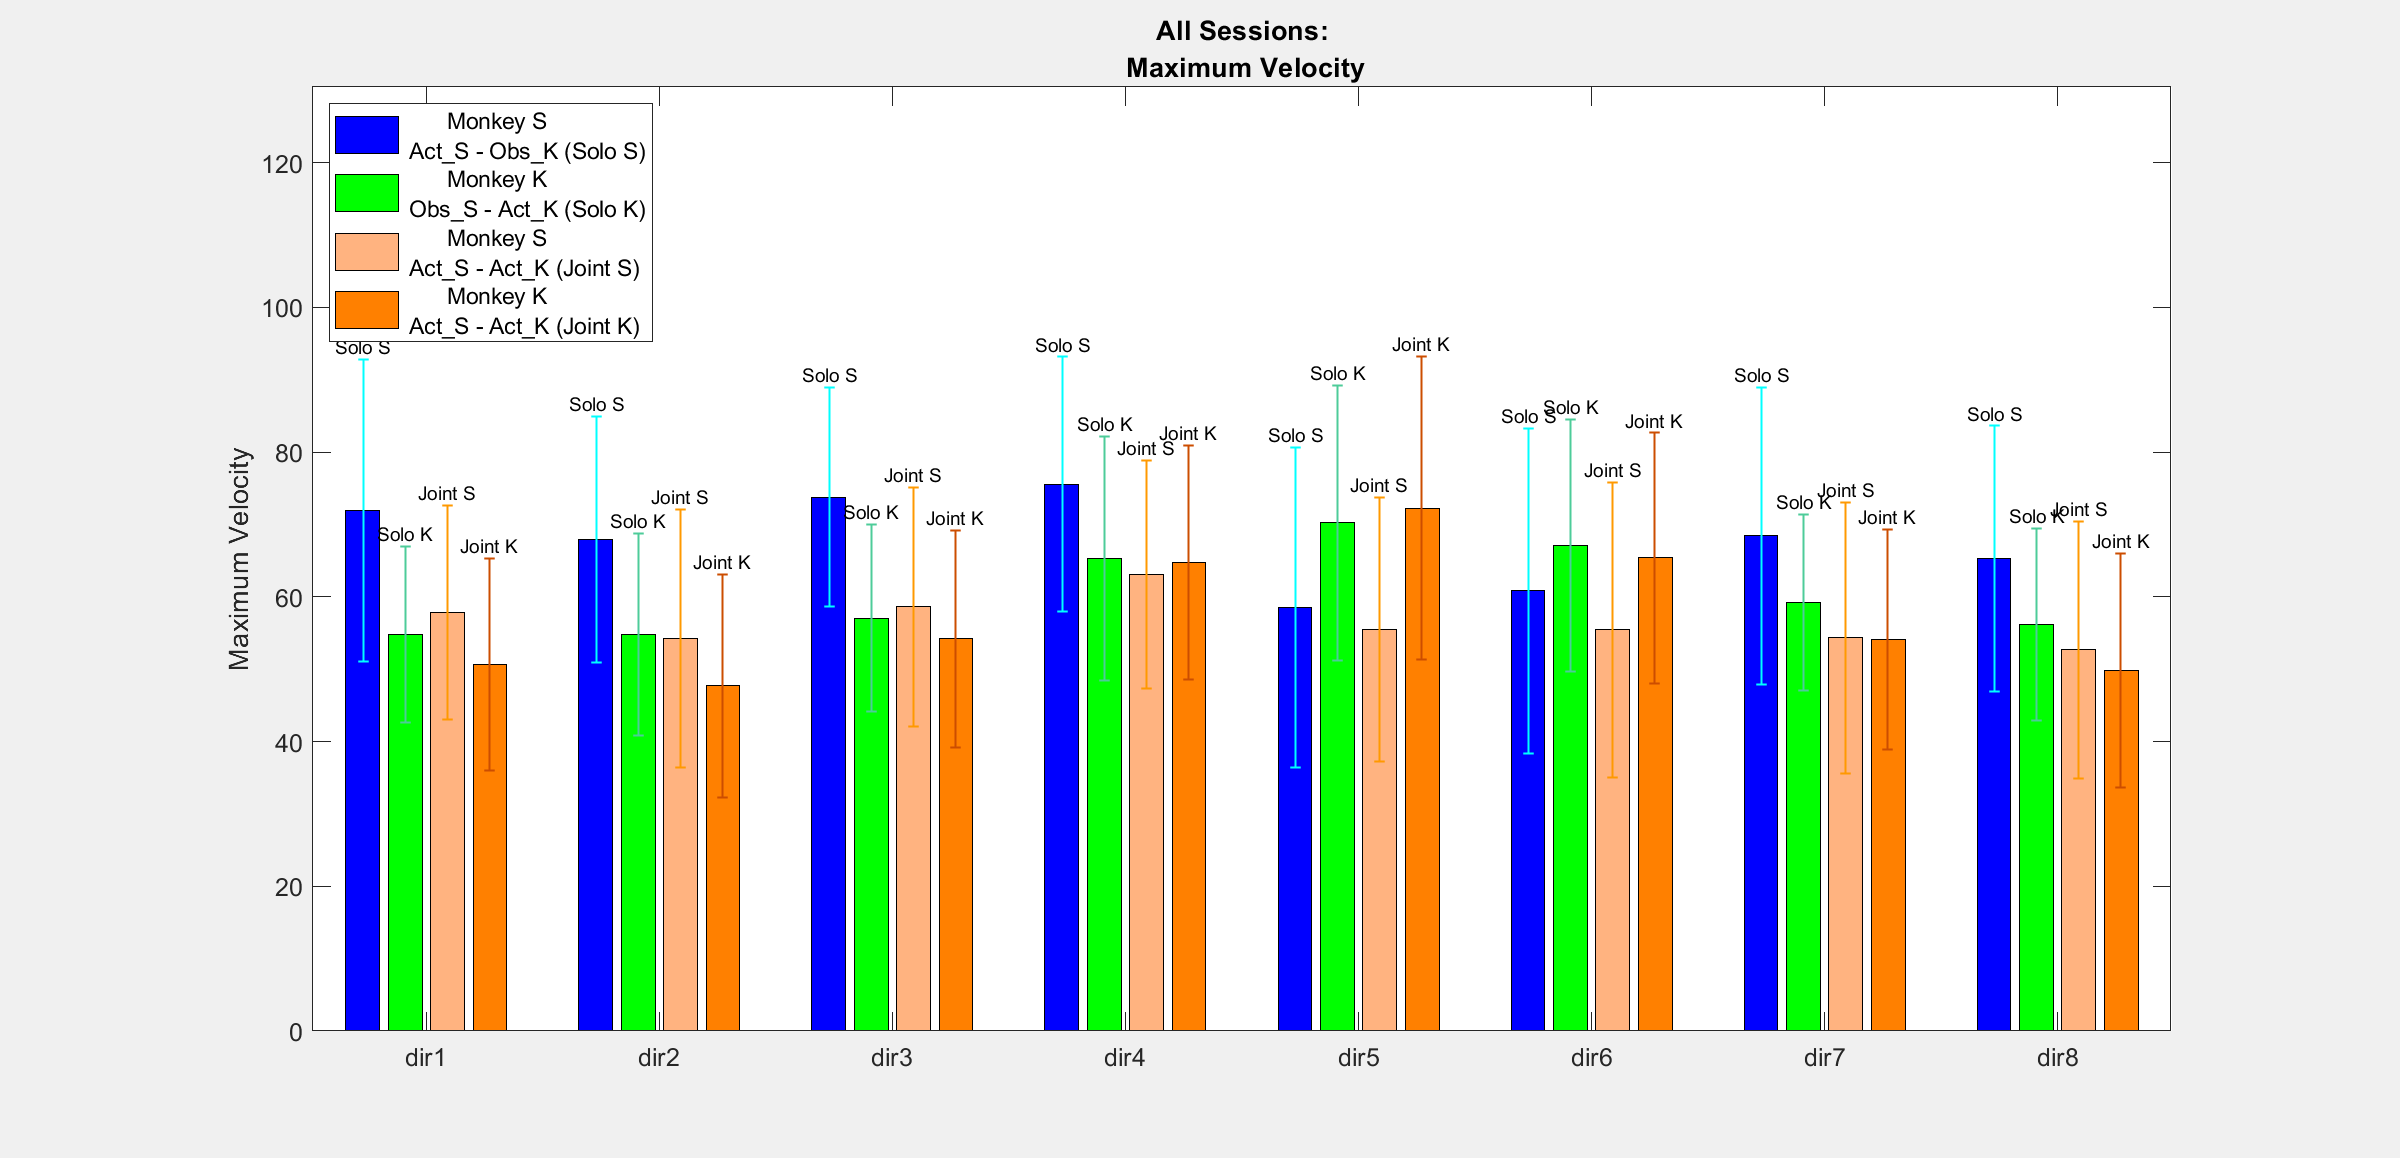 All Sessions:
Maximum Velocity
Monkey S
Act_S - Obs_K (Solo S)
Monkey K
Obs_S - Act_K (Solo K)
Monkey S
Act_S - Act_K (Joint S)
Monkey K
Act_S - Act_K (Joint K)
Maximum Velocity
120
100
80
60
40
20
0
Solo S
Solo K
Joint S
Joint K
Solo S
Solo K
Joint S
Joint K
Solo S
Solo K
Joint S
Joint K
Solo S
Solo K
Joint S
Joint K
Solo S
Solo K
Joint S
Joint K
Solo S
Solo K
Joint S
Joint K
Solo S
Solo K
Joint S
Joint K
Solo S
Solo K
Joint S
Joint K
dir1
dir2
dir3
dir4
dir5
dir6
dir7
dir8